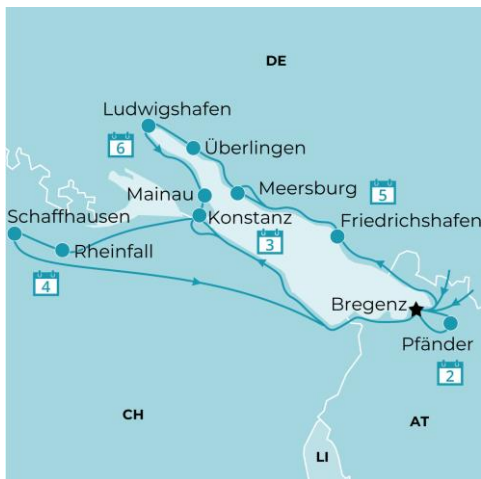 DE
Ludwigshafen
6
Überlingen
Mainau
Meersburg
5
Schaffhausen
Konstanz
Friedrichshafen
Rheinfall
3
4
Bregenz
Pfänder
2
CH
AT
LI